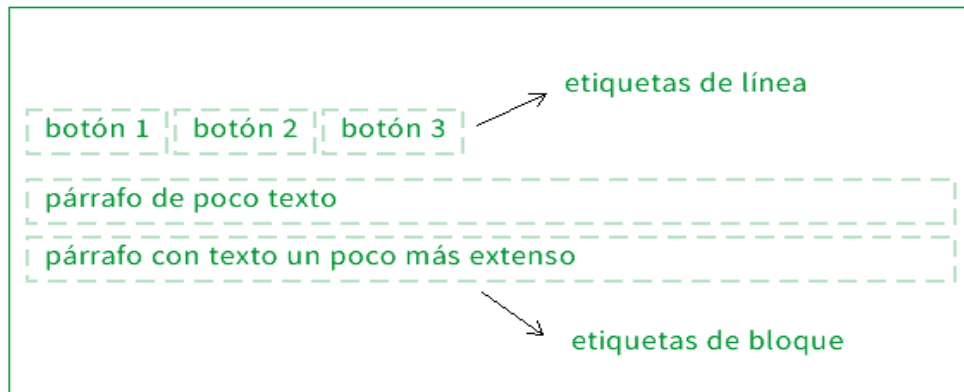 etiquetas de línea
botón 1 botón 2 botón 3
párrafo de poco texto
párrafo con texto un poco más extenso
etiquetas de bloque